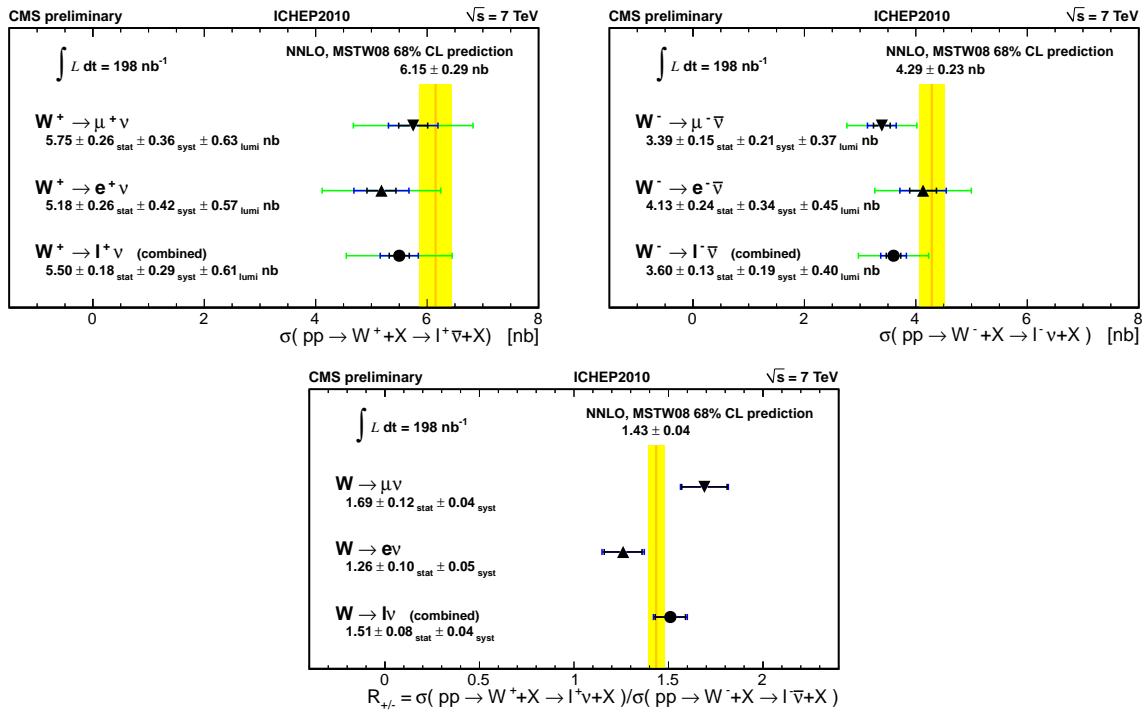 CMS preliminary ICHEP2010 √s = 7 TeV
∫ L dt = 198 nb⁻¹
NNLO, MSTW08 68% CL prediction
6.15 ± 0.29 nb
W⁺ → μ⁺ν
5.75 ± 0.26 stat ± 0.36 syst ± 0.63 lumi nb
W⁺ → e⁺ν
5.18 ± 0.26 stat ± 0.42 syst ± 0.57 lumi nb
W⁺ → l⁺ν (combined)
5.50 ± 0.18 stat ± 0.29 syst ± 0.61 lumi nb
0 2 4 6 8
σ( pp → W⁺+X → l⁺ν̅+X) [nb]
CMS preliminary ICHEP2010 √s = 7 TeV
∫ L dt = 198 nb⁻¹
NNLO, MSTW08 68% CL prediction
4.29 ± 0.23 nb
W⁻ → μ⁻ν̅
3.39 ± 0.15 stat ± 0.21 syst ± 0.37 lumi nb
W⁻ → e⁻ν̅
4.13 ± 0.24 stat ± 0.34 syst ± 0.45 lumi nb
W⁻ → l⁻ν̅ (combined)
3.60 ± 0.13 stat ± 0.19 syst ± 0.40 lumi nb
0 2 4 6 8
σ( pp → W⁻+X → l⁻ν+X ) [nb]
CMS preliminary ICHEP2010 √s = 7 TeV
∫ L dt = 198 nb⁻¹
NNLO, MSTW08 68% CL prediction
1.43 ± 0.04
W → μν
1.69 ± 0.12 stat ± 0.04 syst
W → eν
1.26 ± 0.10 stat ± 0.05 syst
W → lν (combined)
1.51 ± 0.08 stat ± 0.04 syst
0 0.5 1 1.5 2
R+/- = σ( pp → W⁺+X → l⁺ν+X )/σ( pp → W⁻+X → l⁻ν̅+X )